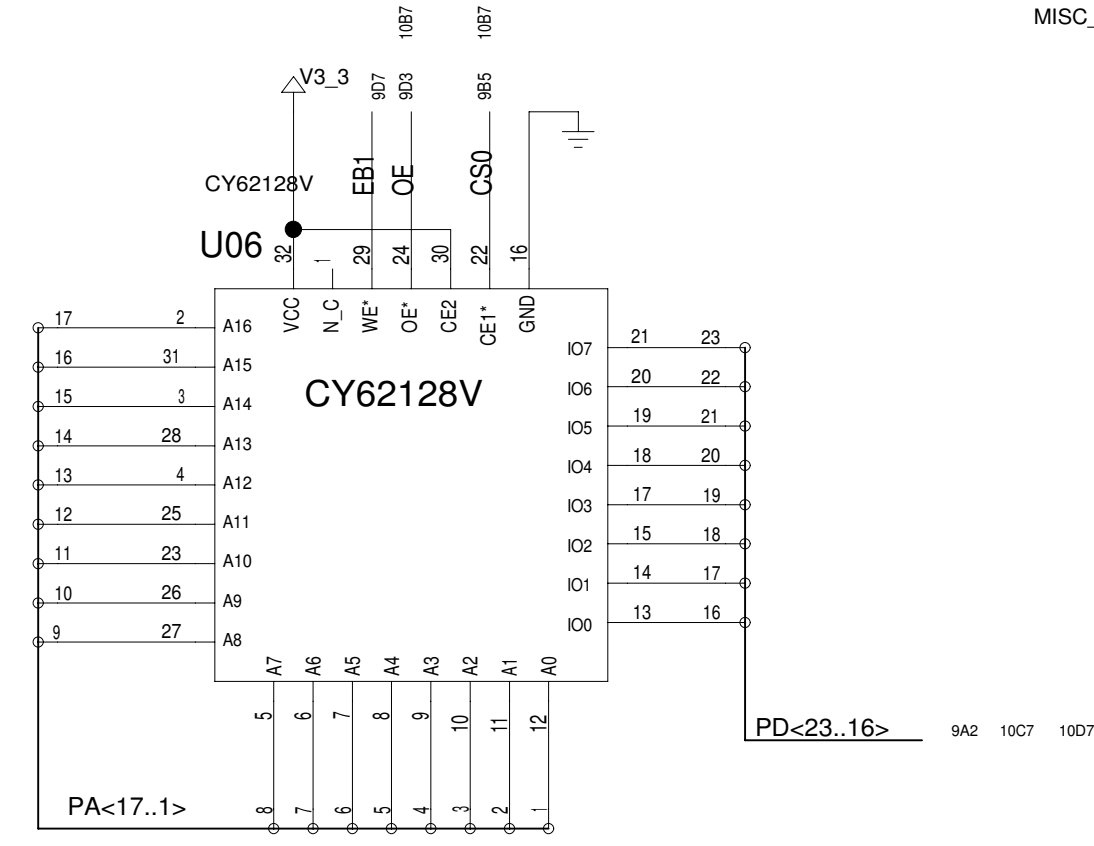 MISC_
10B7 10B7
V3_3 9D7 9D3 9B5
EB1 OE CS0
CY62128V
U06 32 1 29 24 30 22 16
VCC N_C WE* OE* CE2 CE1* GND
17 2 A16
16 31 A15
15 3 A14
14 28 A13
13 4 A12
12 25 A11
11 23 A10
10 26 A9
9 27 A8
CY62128V
IO7 21 23
IO6 20 22
IO5 19 21
IO4 18 20
IO3 17 19
IO2 15 18
IO1 14 17
IO0 13 16
A7 A6 A5 A4 A3 A2 A1 A0
5 6 7 8 9 10 11 12
PD<23..16> 9A2 10C7 10D7
PA<17..1> 8 7 6 5 4 3 2 1